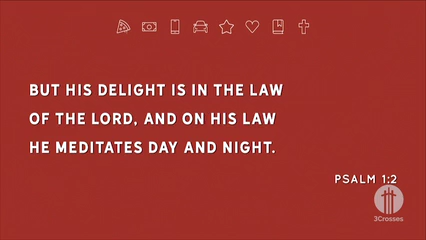 BUT HIS DELIGHT IS IN THE LAW
OF THE LORD, AND ON HIS LAW
HE MEDITATES DAY AND NIGHT.
PSALM 1:2
3Crosses